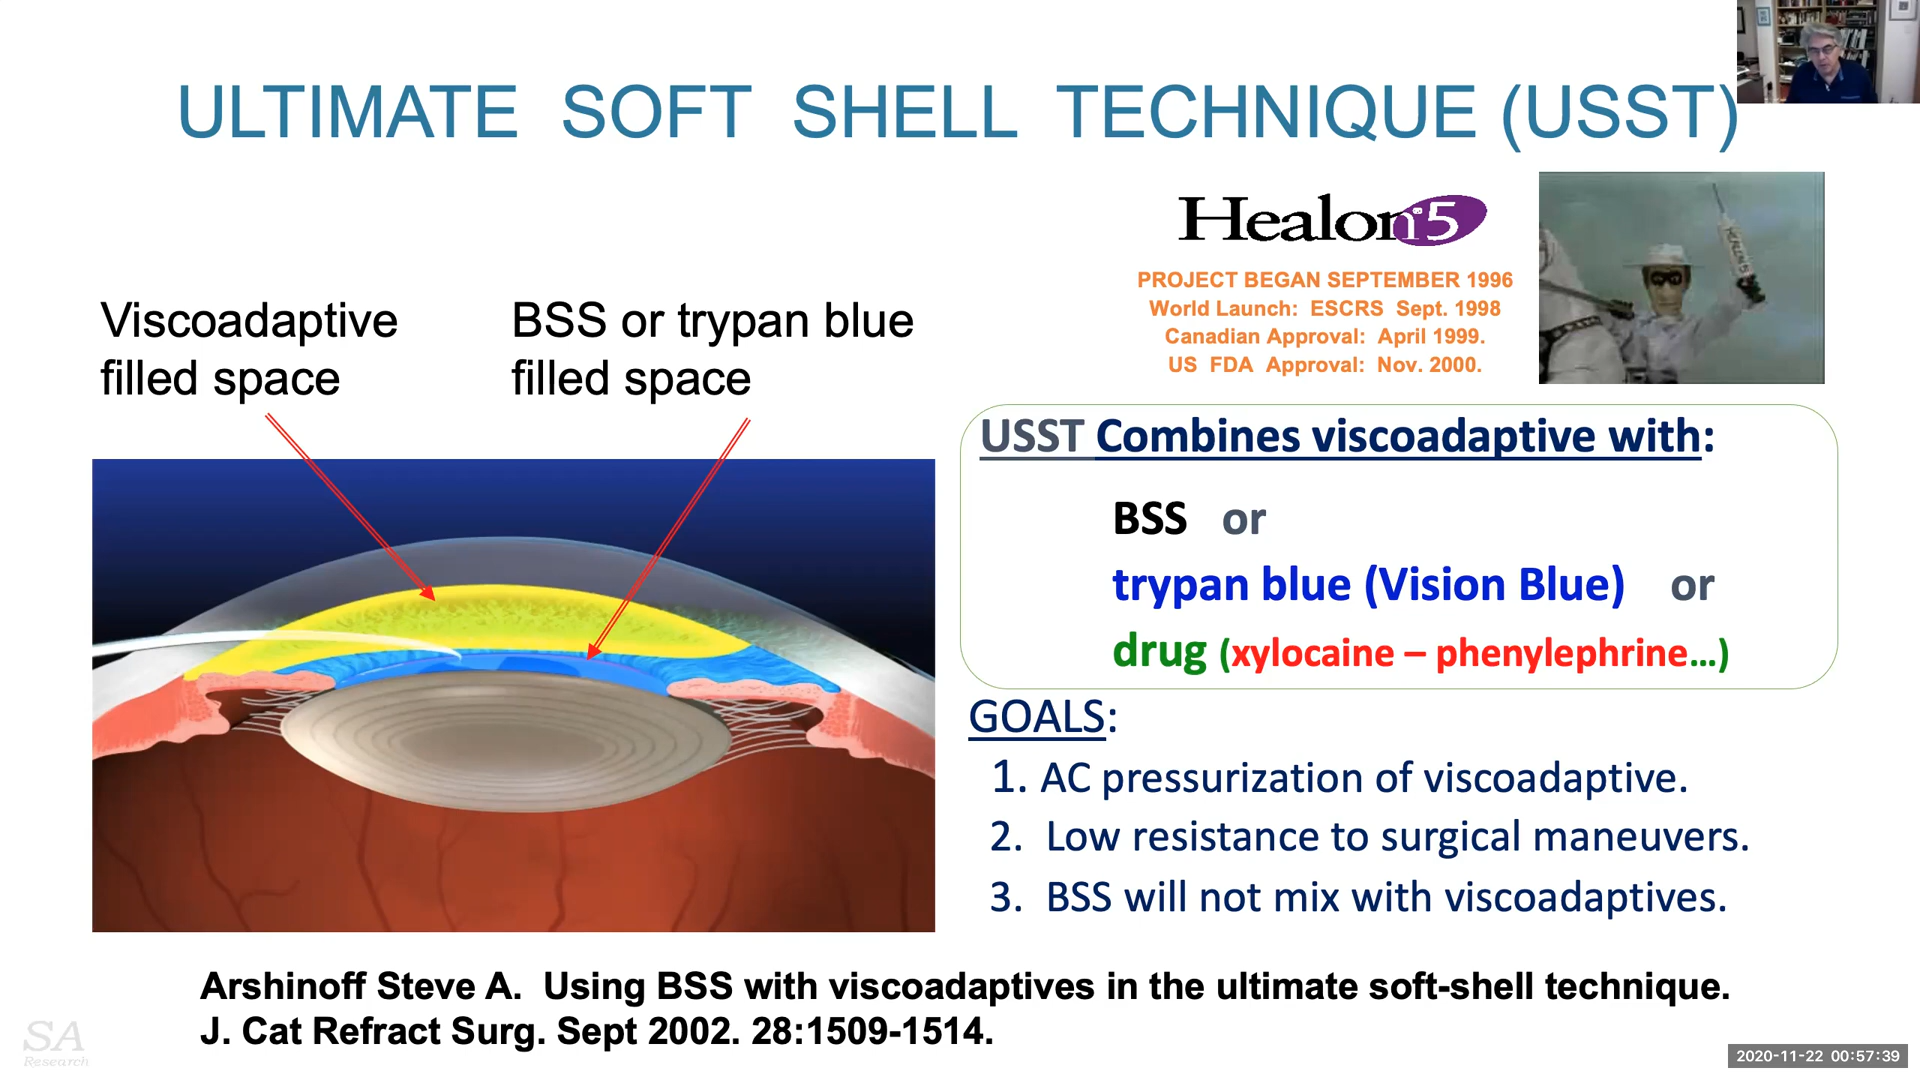 ULTIMATE SOFT SHELL TECHNIQUE (USST)
Healon5
PROJECT BEGAN SEPTEMBER 1996
World Launch: ESCRS Sept. 1998
Canadian Approval: April 1999.
US FDA Approval: Nov. 2000.
Viscoadaptive
filled space
BSS or trypan blue
filled space
USST Combines viscoadaptive with:
BSS or
trypan blue (Vision Blue) or
drug (xylocaine – phenylephrine...)
GOALS:
1. AC pressurization of viscoadaptive.
2. Low resistance to surgical maneuvers.
3. BSS will not mix with viscoadaptives.
Arshinoff Steve A. Using BSS with viscoadaptives in the ultimate soft-shell technique.
J. Cat Refract Surg. Sept 2002. 28:1509-1514.
SA
Research
2020-11-22 00:57:39